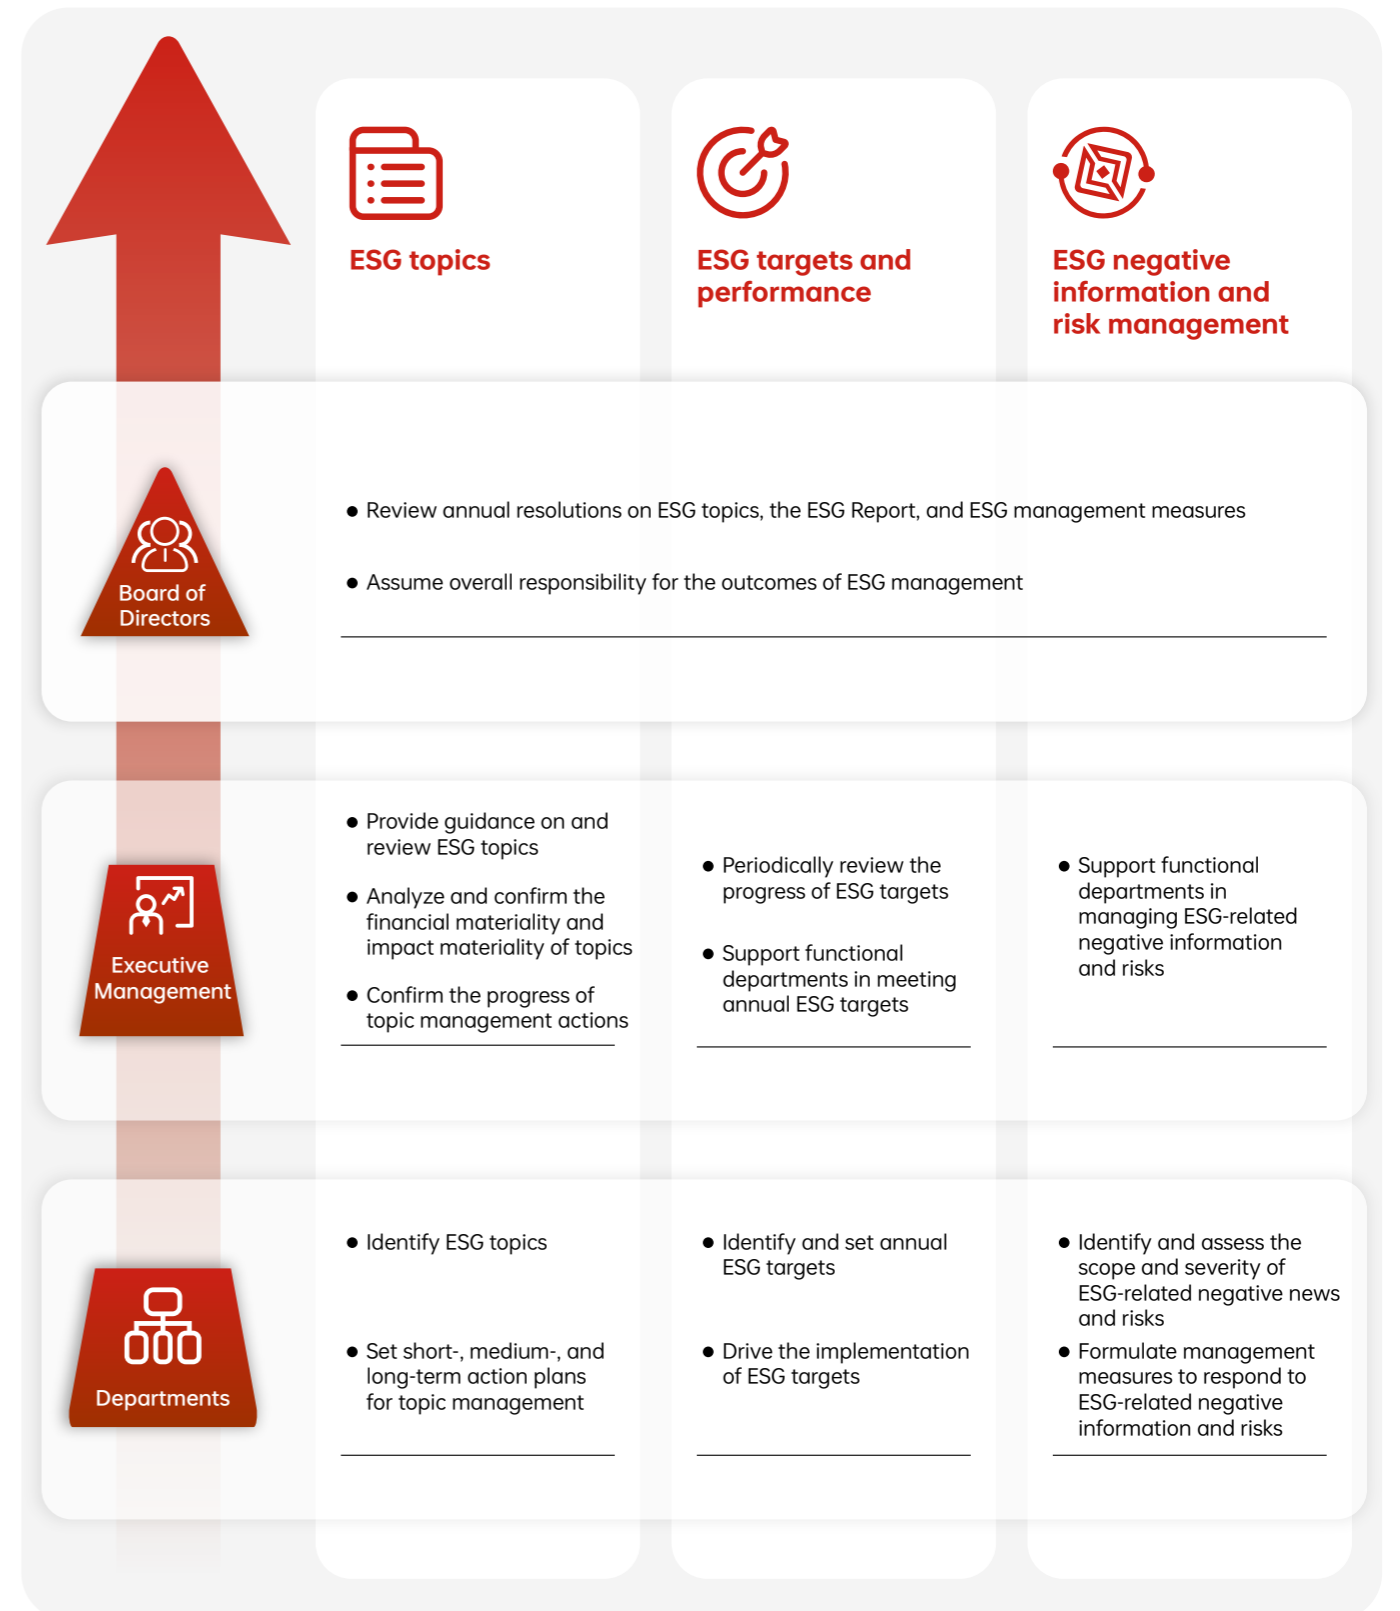 ESG topics
ESG targets and
performance
ESG negative
information and
risk management
Board of
Directors
● Review annual resolutions on ESG topics, the ESG Report, and ESG management measures
● Assume overall responsibility for the outcomes of ESG management
Executive
Management
● Provide guidance on and
review ESG topics
● Analyze and confirm the
financial materiality and
impact materiality of topics
● Confirm the progress of
topic management actions
● Periodically review the
progress of ESG targets
● Support functional
departments in meeting
annual ESG targets
● Support functional
departments in
managing ESG-related
negative information
and risks
Departments
● Identify ESG topics
● Set short-, medium-, and
long-term action plans
for topic management
● Identify and set annual
ESG targets
● Drive the implementation
of ESG targets
● Identify and assess the
scope and severity of
ESG-related negative news
and risks
● Formulate management
measures to respond to
ESG-related negative
information and risks